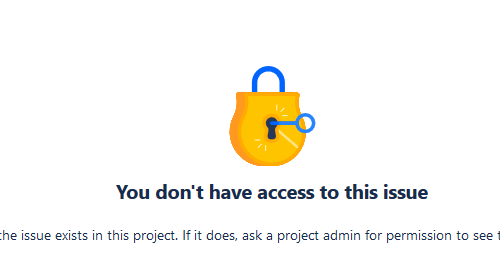 You don't have access to this issue
the issue exists in this project. If it does, ask a project admin for permission to see